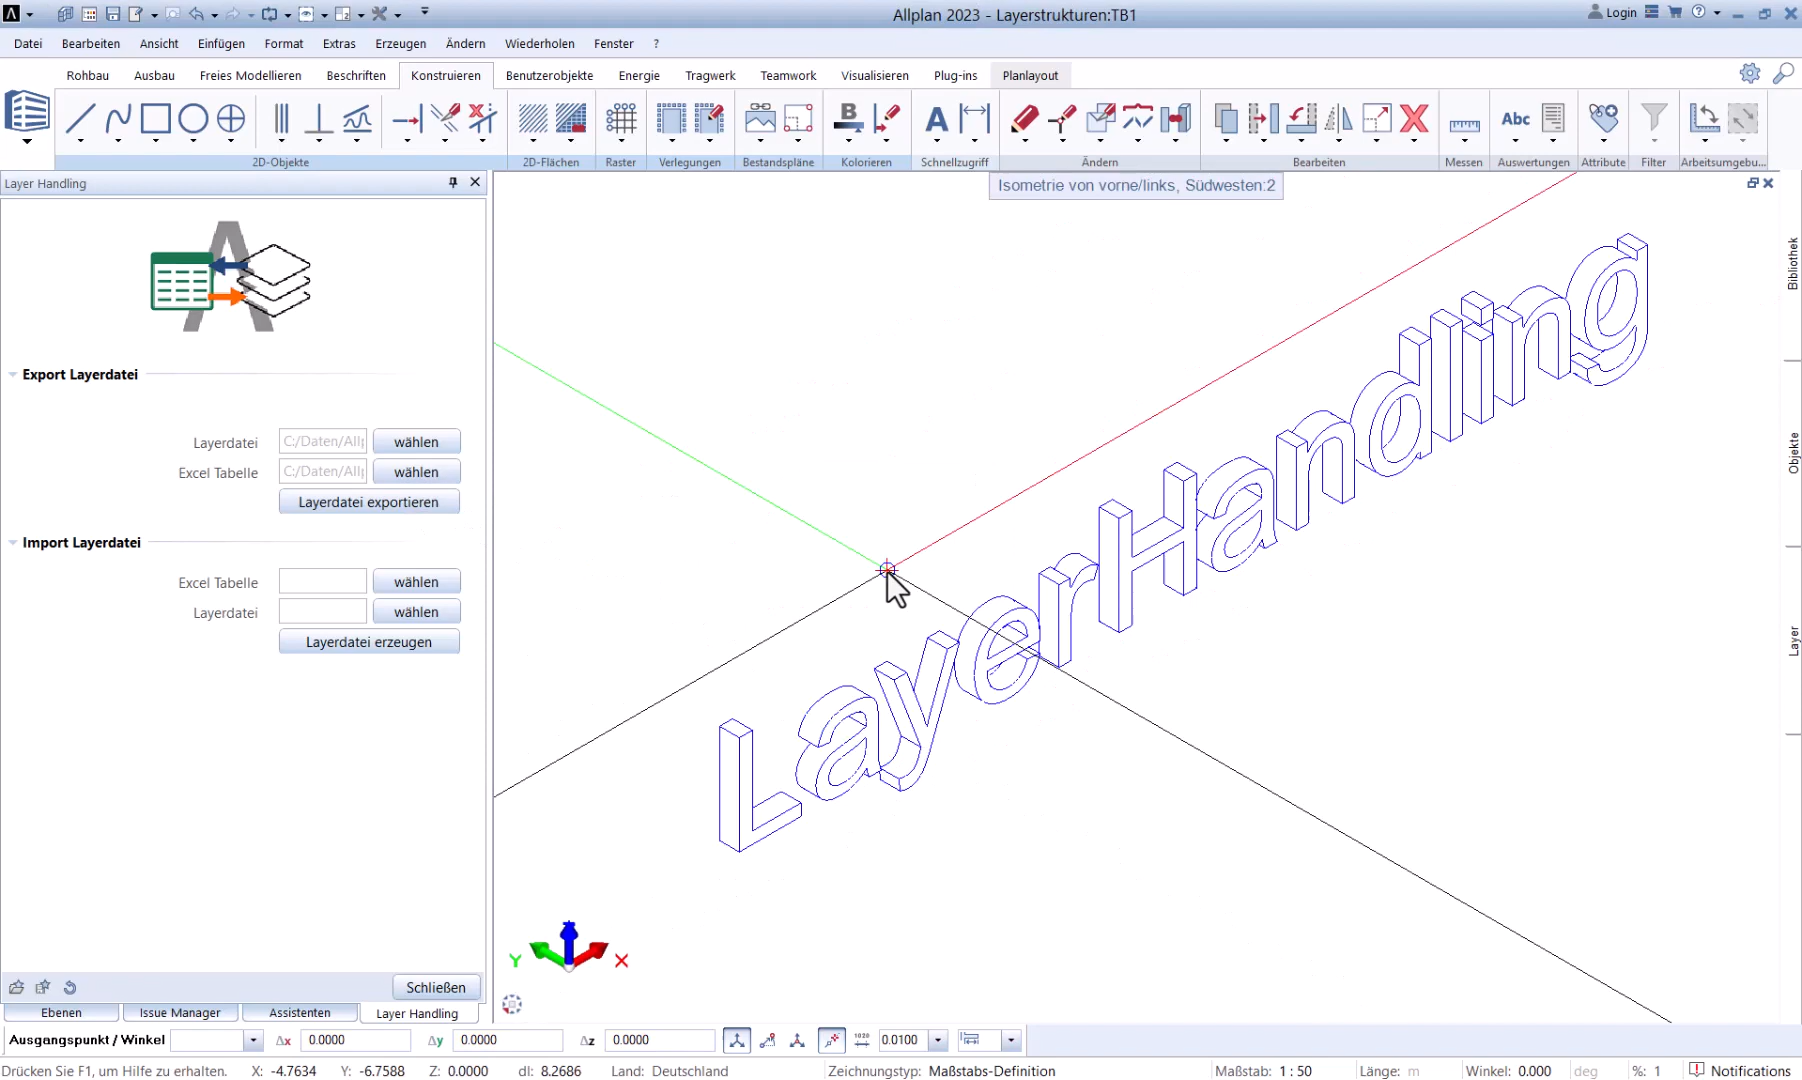 Allplan 2023 - Layerstrukturen:TB1
Login
Datei Bearbeiten Ansicht Einfügen Format Extras Erzeugen Ändern Wiederholen Fenster ?
Rohbau Ausbau Freies Modellieren Beschriften Konstruieren Benutzerobjekte Energie Tragwerk Teamwork Visualisieren Plug-ins Planlayout
B A Abc
2D-Objekte 2D-Flächen Raster Verlegungen Bestandspläne Kolorieren Schnellzugriff Ändern Bearbeiten Messen Auswertungen Attribute Filter Arbeitsumgebu...
Layer Handling
Isometrie von vorne/links, Südwesten:2
Export Layerdatei
Layerdatei C:/Daten/Allp wählen
Excel Tabelle C:/Daten/Allp wählen
Layerdatei exportieren
Import Layerdatei
Excel Tabelle wählen
Layerdatei wählen
Layerdatei erzeugen
LayerHandling
Bibliothek
Objekte
Layer
Y X
Schließen
Ebenen Issue Manager Assistenten Layer Handling
Ausgangspunkt / Winkel Δx 0.0000 Δy 0.0000 Δz 0.0000 1020 0.0100
Drücken Sie F1, um Hilfe zu erhalten. X: -4.7634 Y: -6.7588 Z: 0.0000 dl: 8.2686 Land: Deutschland Zeichnungstyp: Maßstabs-Definition Maßstab: 1 : 50 Länge: m Winkel: 0.000 deg %: 1 Notifications